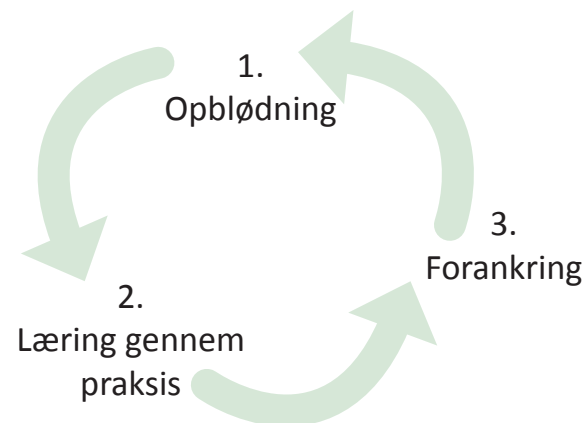 1.
Opblødning
2.
Læring gennem
praksis
3.
Forankring